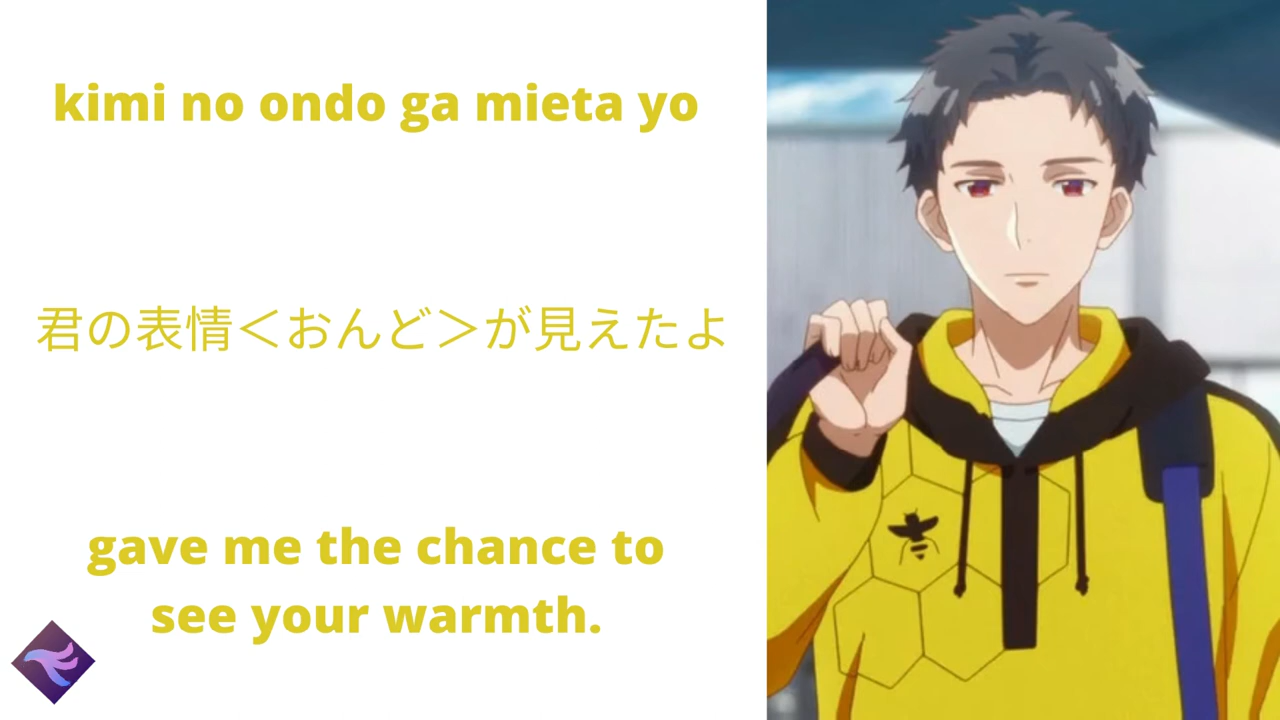 kimi no ondo ga mieta yo
君の表情＜おんど＞が見えたよ
gave me the chance to
see your warmth.